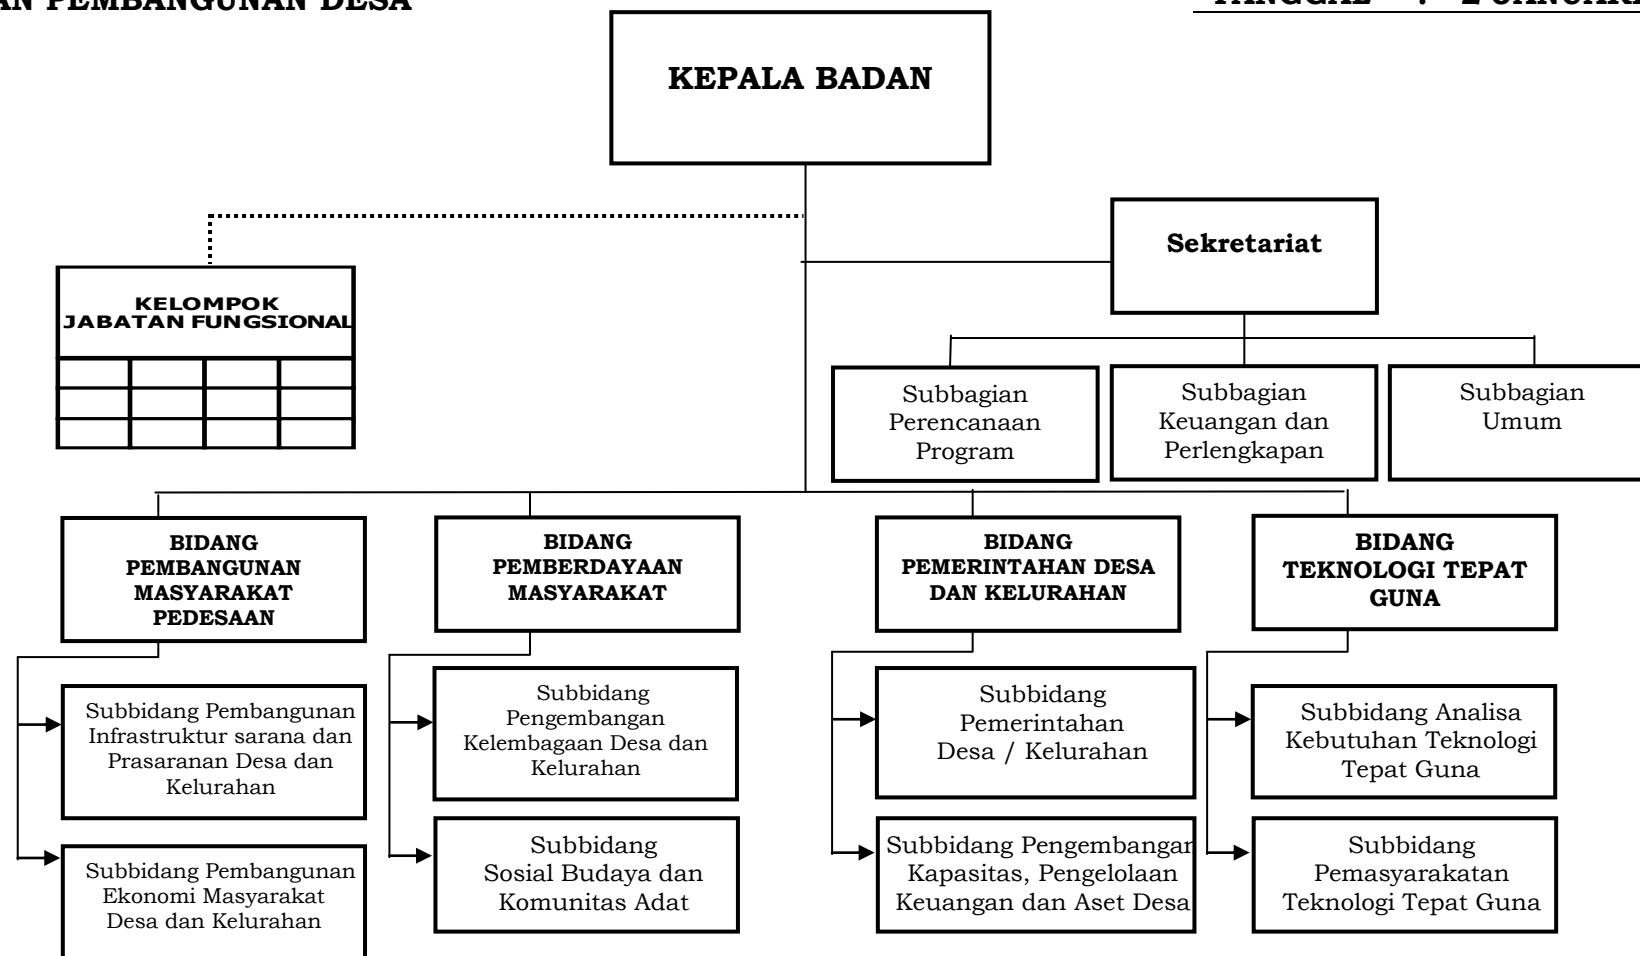 PEMBANGUNAN DESA
TANGGAL : 2
KEPALA BADAN
Sekretariat
KELOMPOK
JABATAN FUNGSIONAL
Subbagian
Perencanaan
Program
Subbagian
Keuangan dan
Perlengkapan
Subbagian
Umum
BIDANG
PEMBANGUNAN
MASYARAKAT
PEDESAAN
BIDANG
PEMBERDAYAAN
MASYARAKAT
BIDANG
PEMERINTAHAN DESA
DAN KELURAHAN
BIDANG
TEKNOLOGI TEPAT
GUNA
Subbidang Pembangunan
Infrastruktur sarana dan
Prasaranan Desa dan
Kelurahan
Subbidang
Pengembangan
Kelembagaan Desa dan
Kelurahan
Subbidang
Pemerintahan
Desa / Kelurahan
Subbidang Analisa
Kebutuhan Teknologi
Tepat Guna
Subbidang Pembangunan
Ekonomi Masyarakat
Desa dan Kelurahan
Subbidang
Sosial Budaya dan
Komunitas Adat
Subbidang Pengembangan
Kapasitas, Pengelolaan
Keuangan dan Aset Desa
Subbidang
Pemasyarakatan
Teknologi Tepat Guna